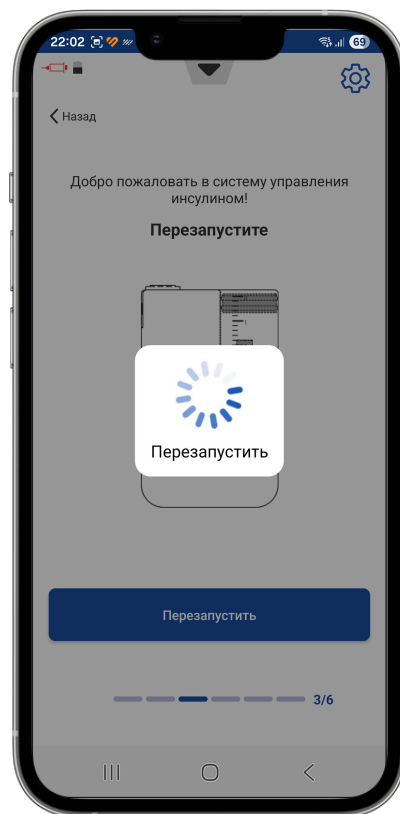 22:02
69
Назад
Добро пожаловать в систему управления
инсулином!
Перезапустите
Перезапустить
Перезапустить
3/6